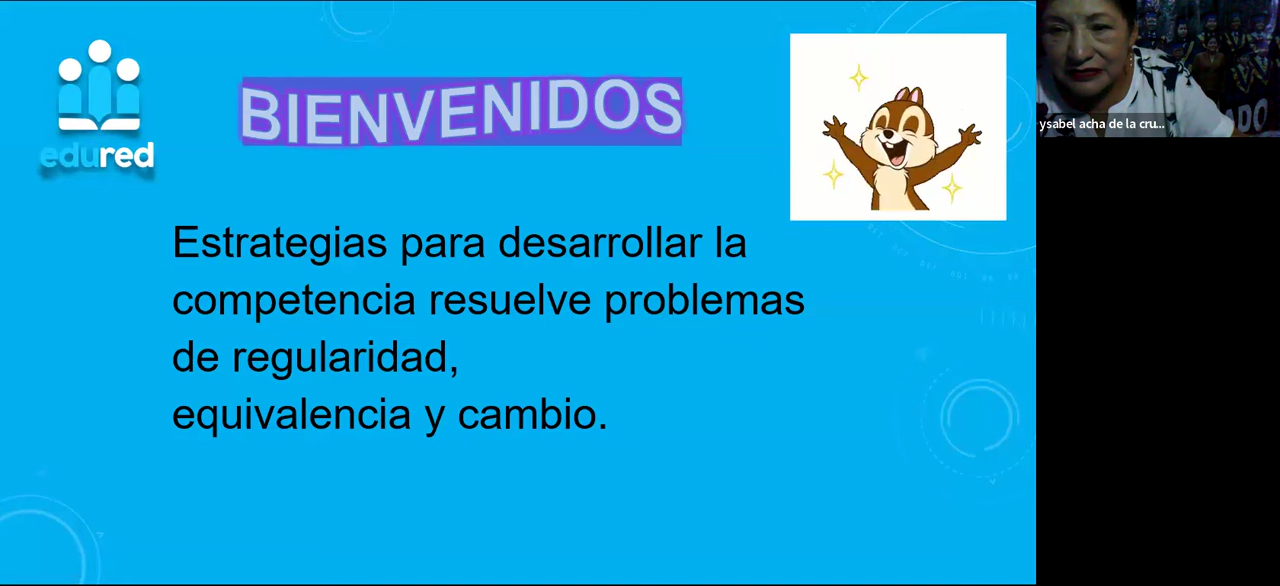 edured
BIENVENIDOS
Estrategias para desarrollar la
competencia resuelve problemas
de regularidad,
equivalencia y cambio.
ysabel acha de la cru...